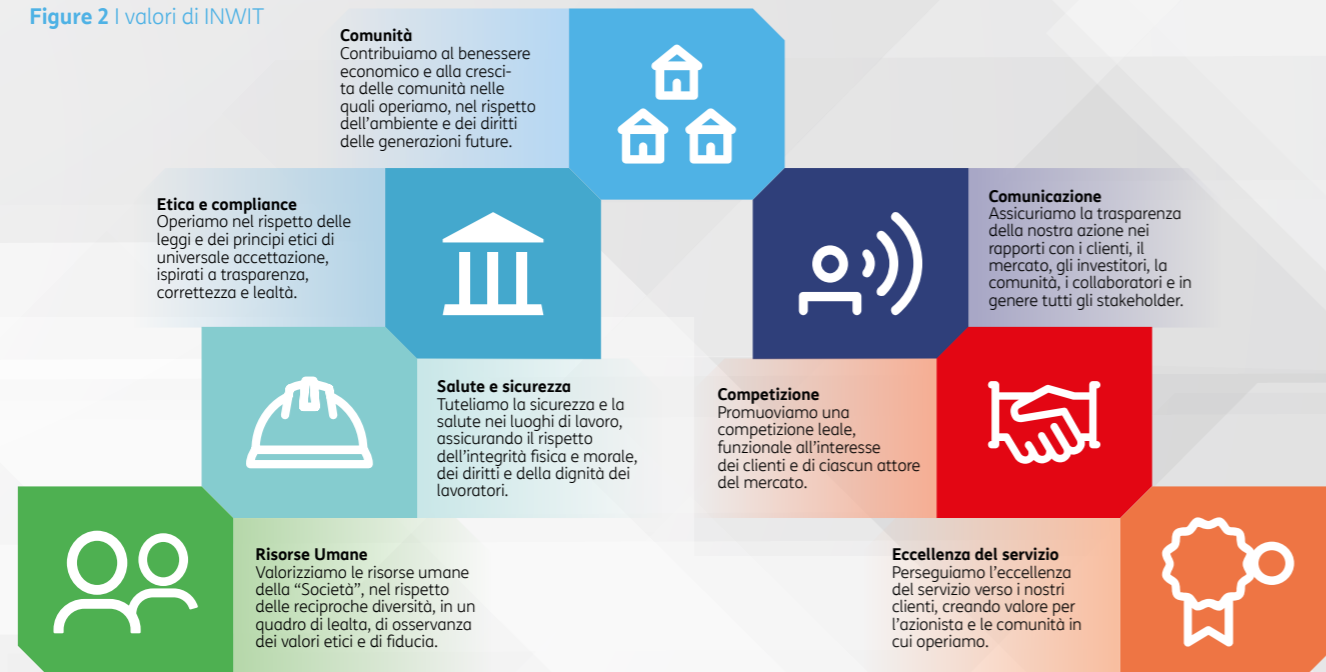 Figure 2 I valori di INWIT
Comunità
Contribuiamo al benessere
economico e alla cresci-
ta delle comunità nelle
quali operiamo, nel rispetto
dell'ambiente e dei diritti
delle generazioni future.
Etica e compliance
Operiamo nel rispetto delle
leggi e dei principi etici di
universale accettazione,
ispirati a trasparenza,
correttezza e lealtà.
Comunicazione
Assicuriamo la trasparenza
della nostra azione nei
rapporti con i clienti, il
mercato, gli investitori, la
comunità, i collaboratori e in
genere tutti gli stakeholder.
Salute e sicurezza
Tuteliamo la sicurezza e la
salute nei luoghi di lavoro,
assicurando il rispetto
dell'integrità fisica e morale,
dei diritti e della dignità dei
lavoratori.
Competizione
Promuoviamo una
competizione leale,
funzionale all'interesse
dei clienti e di ciascun attore
del mercato.
Risorse Umane
Valorizziamo le risorse umane
della “Società”, nel rispetto
delle reciproche diversità, in un
quadro di lealta, di osservanza
dei valori etici e di fiducia.
Eccellenza del servizio
Perseguiamo l'eccellenza
del servizio verso i nostri
clienti, creando valore per
l'azionista e le comunità in
cui operiamo.